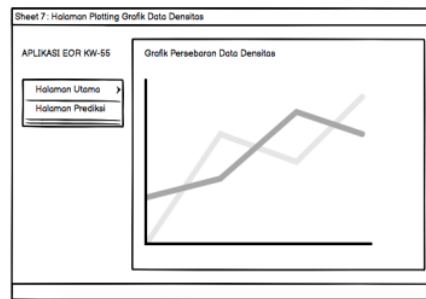 Sheet 7: Halaman Plotting Grafik Data Densitas
APLIKASI EOR KW-55
Grafik Persebaran Data Densitas
Halaman Utama
Halaman Prediksi